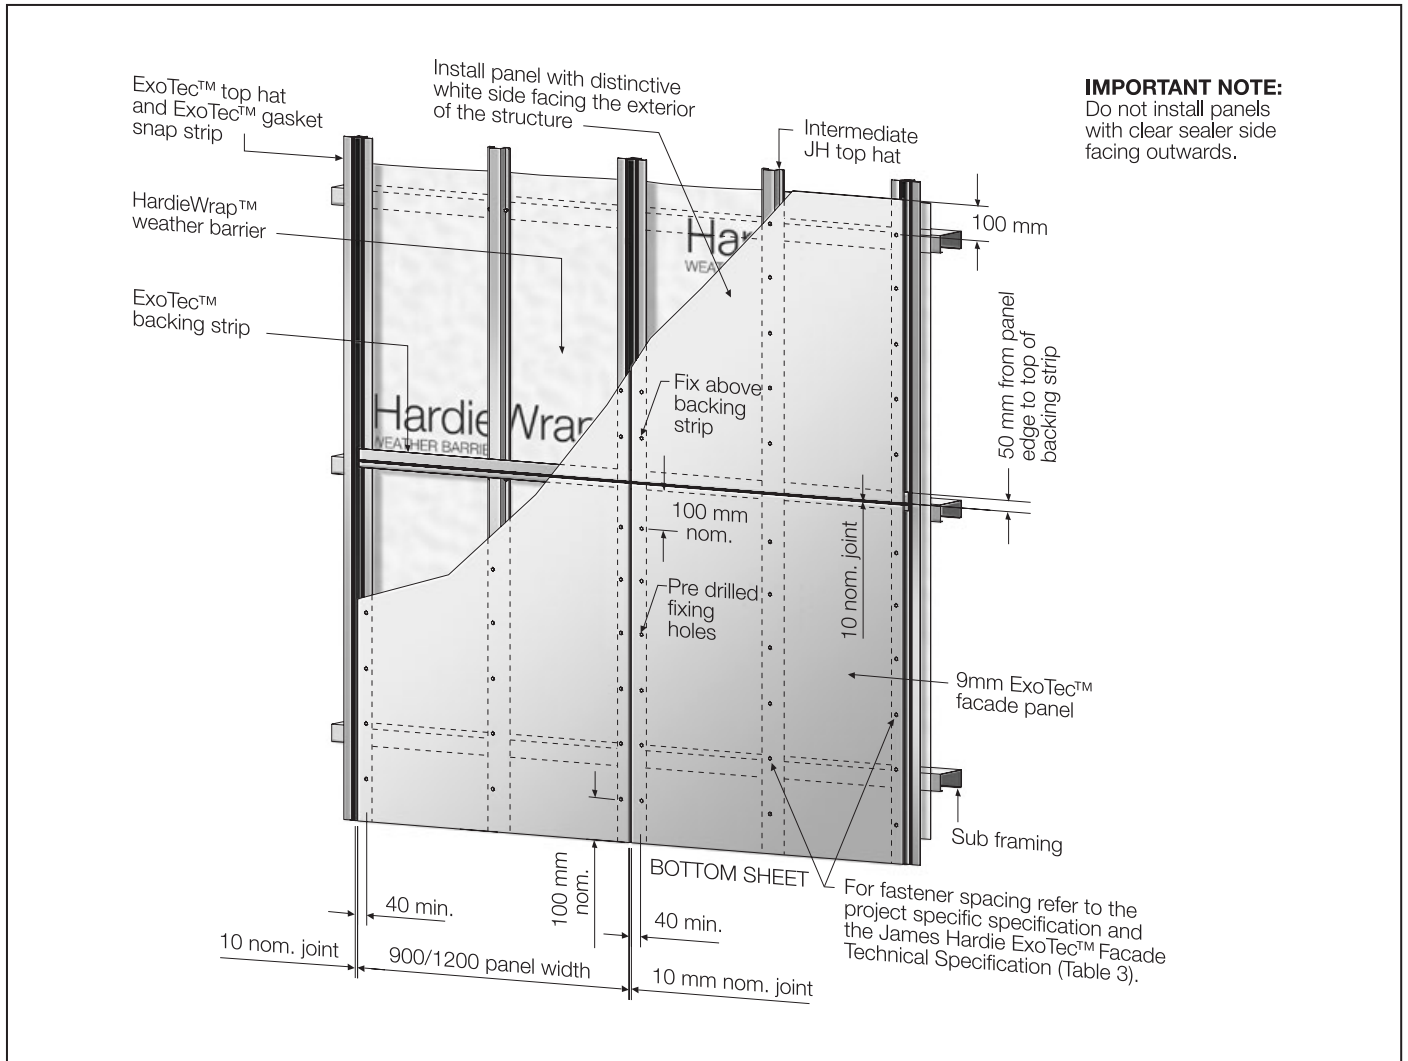 ExoTec™ top hat
and ExoTec™ gasket
snap strip
Install panel with distinctive
white side facing the exterior
of the structure
Intermediate
JH top hat
IMPORTANT NOTE:
Do not install panels
with clear sealer side
facing outwards.
HardieWrap™
weather barrier
100 mm
Har
WEAT
ExoTec™
backing strip
50 mm from panel
edge to top of
backing strip
Fix above
backing
strip
HardieWrap
WEATHER BARRIE
100 mm
nom.
10 nom. joint
Pre drilled
fixing
holes
9mm ExoTec™
facade panel
Sub framing
BOTTOM SHEET
100 mm
nom.
For fastener spacing refer to the
project specific specification and
the James Hardie ExoTec™ Facade
Technical Specification (Table 3).
40 min.
40 min.
10 nom. joint
900/1200 panel width
10 mm nom. joint